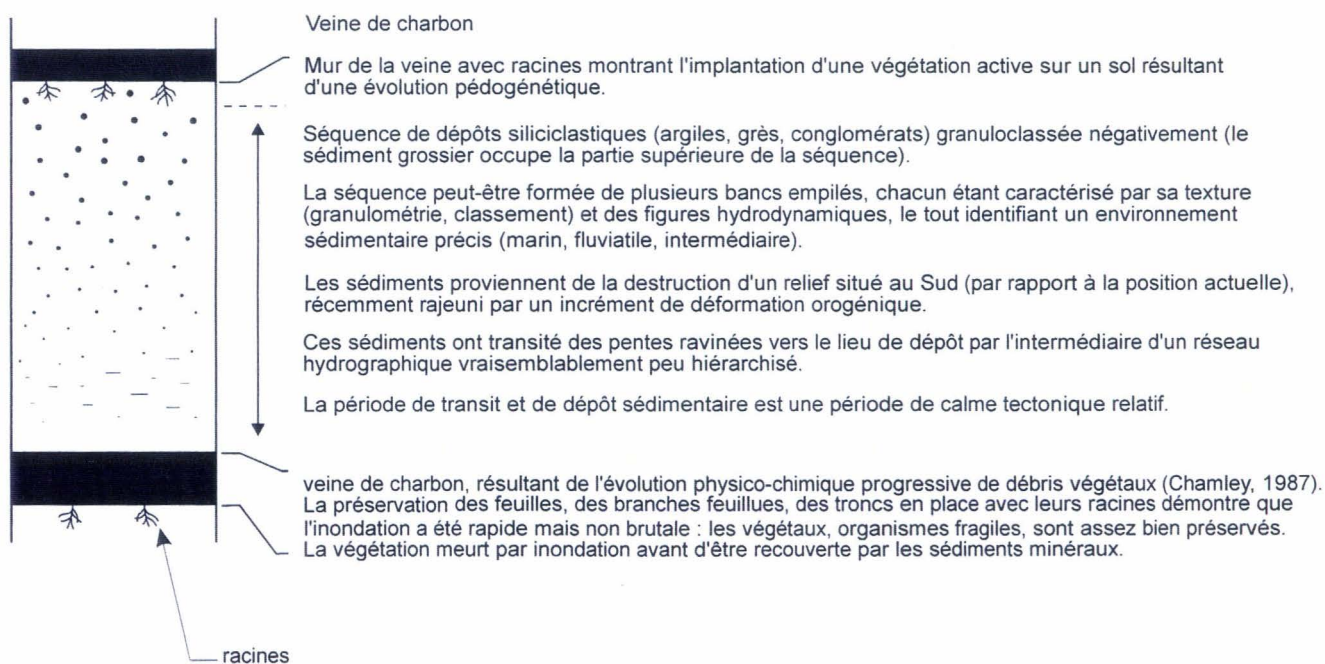 Veine de charbon
Mur de la veine avec racines montrant l'implantation d'une végétation active sur un sol résultant
d'une évolution pédogénétique.
Séquence de dépôts siliciclastiques (argiles, grès, conglomérats) granuloclassée négativement (le
sédiment grossier occupe la partie supérieure de la séquence).
La séquence peut-être formée de plusieurs bancs empilés, chacun étant caractérisé par sa texture
(granulométrie, classement) et des figures hydrodynamiques, le tout identifiant un environnement
sédimentaire précis (marin, fluviatile, intermédiaire).
Les sédiments proviennent de la destruction d'un relief situé au Sud (par rapport à la position actuelle),
récemment rajeuni par un incrément de déformation orogénique.
Ces sédiments ont transité des pentes ravinées vers le lieu de dépôt par l'intermédiaire d'un réseau
hydrographique vraisemblablement peu hiérarchisé.
La période de transit et de dépôt sédimentaire est une période de calme tectonique relatif.
veine de charbon, résultant de l'évolution physico-chimique progressive de débris végétaux (Chamley, 1987).
La préservation des feuilles, des branches feuillues, des troncs en place avec leurs racines démontre que
l'inondation a été rapide mais non brutale : les végétaux, organismes fragiles, sont assez bien préservés.
La végétation meurt par inondation avant d'être recouverte par les sédiments minéraux.
racines